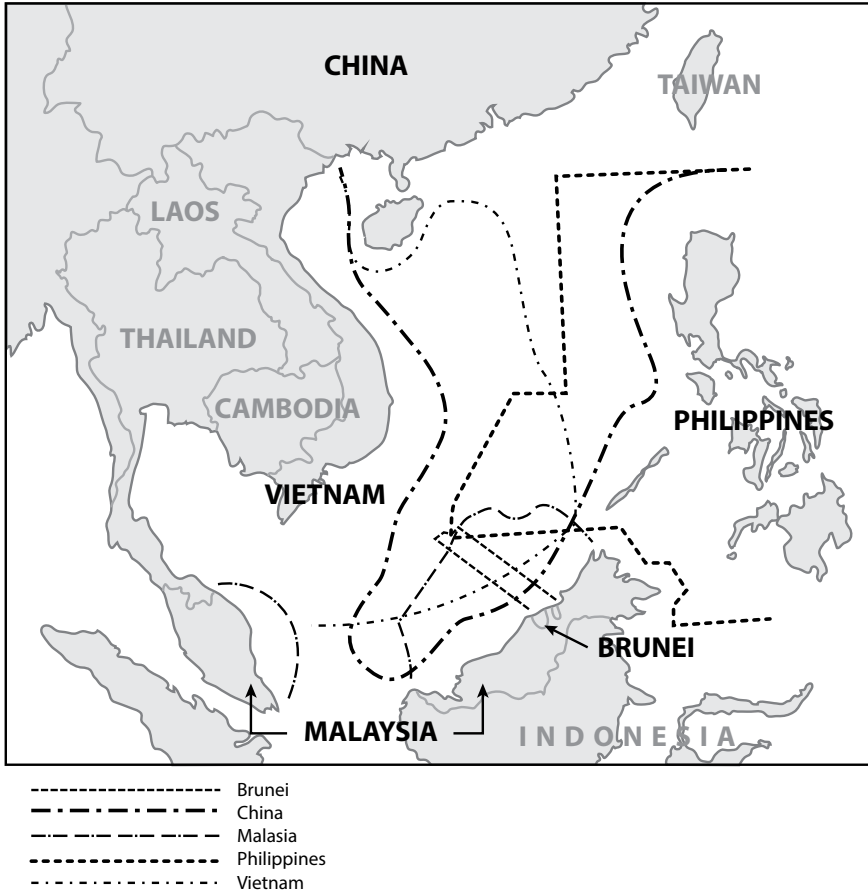 CHINA
TAIWAN
LAOS
THAILAND
CAMBODIA
PHILIPPINES
VIETNAM
BRUNEI
MALAYSIA
INDONESIA
Brunei
China
Malasia
Philippines
Vietnam